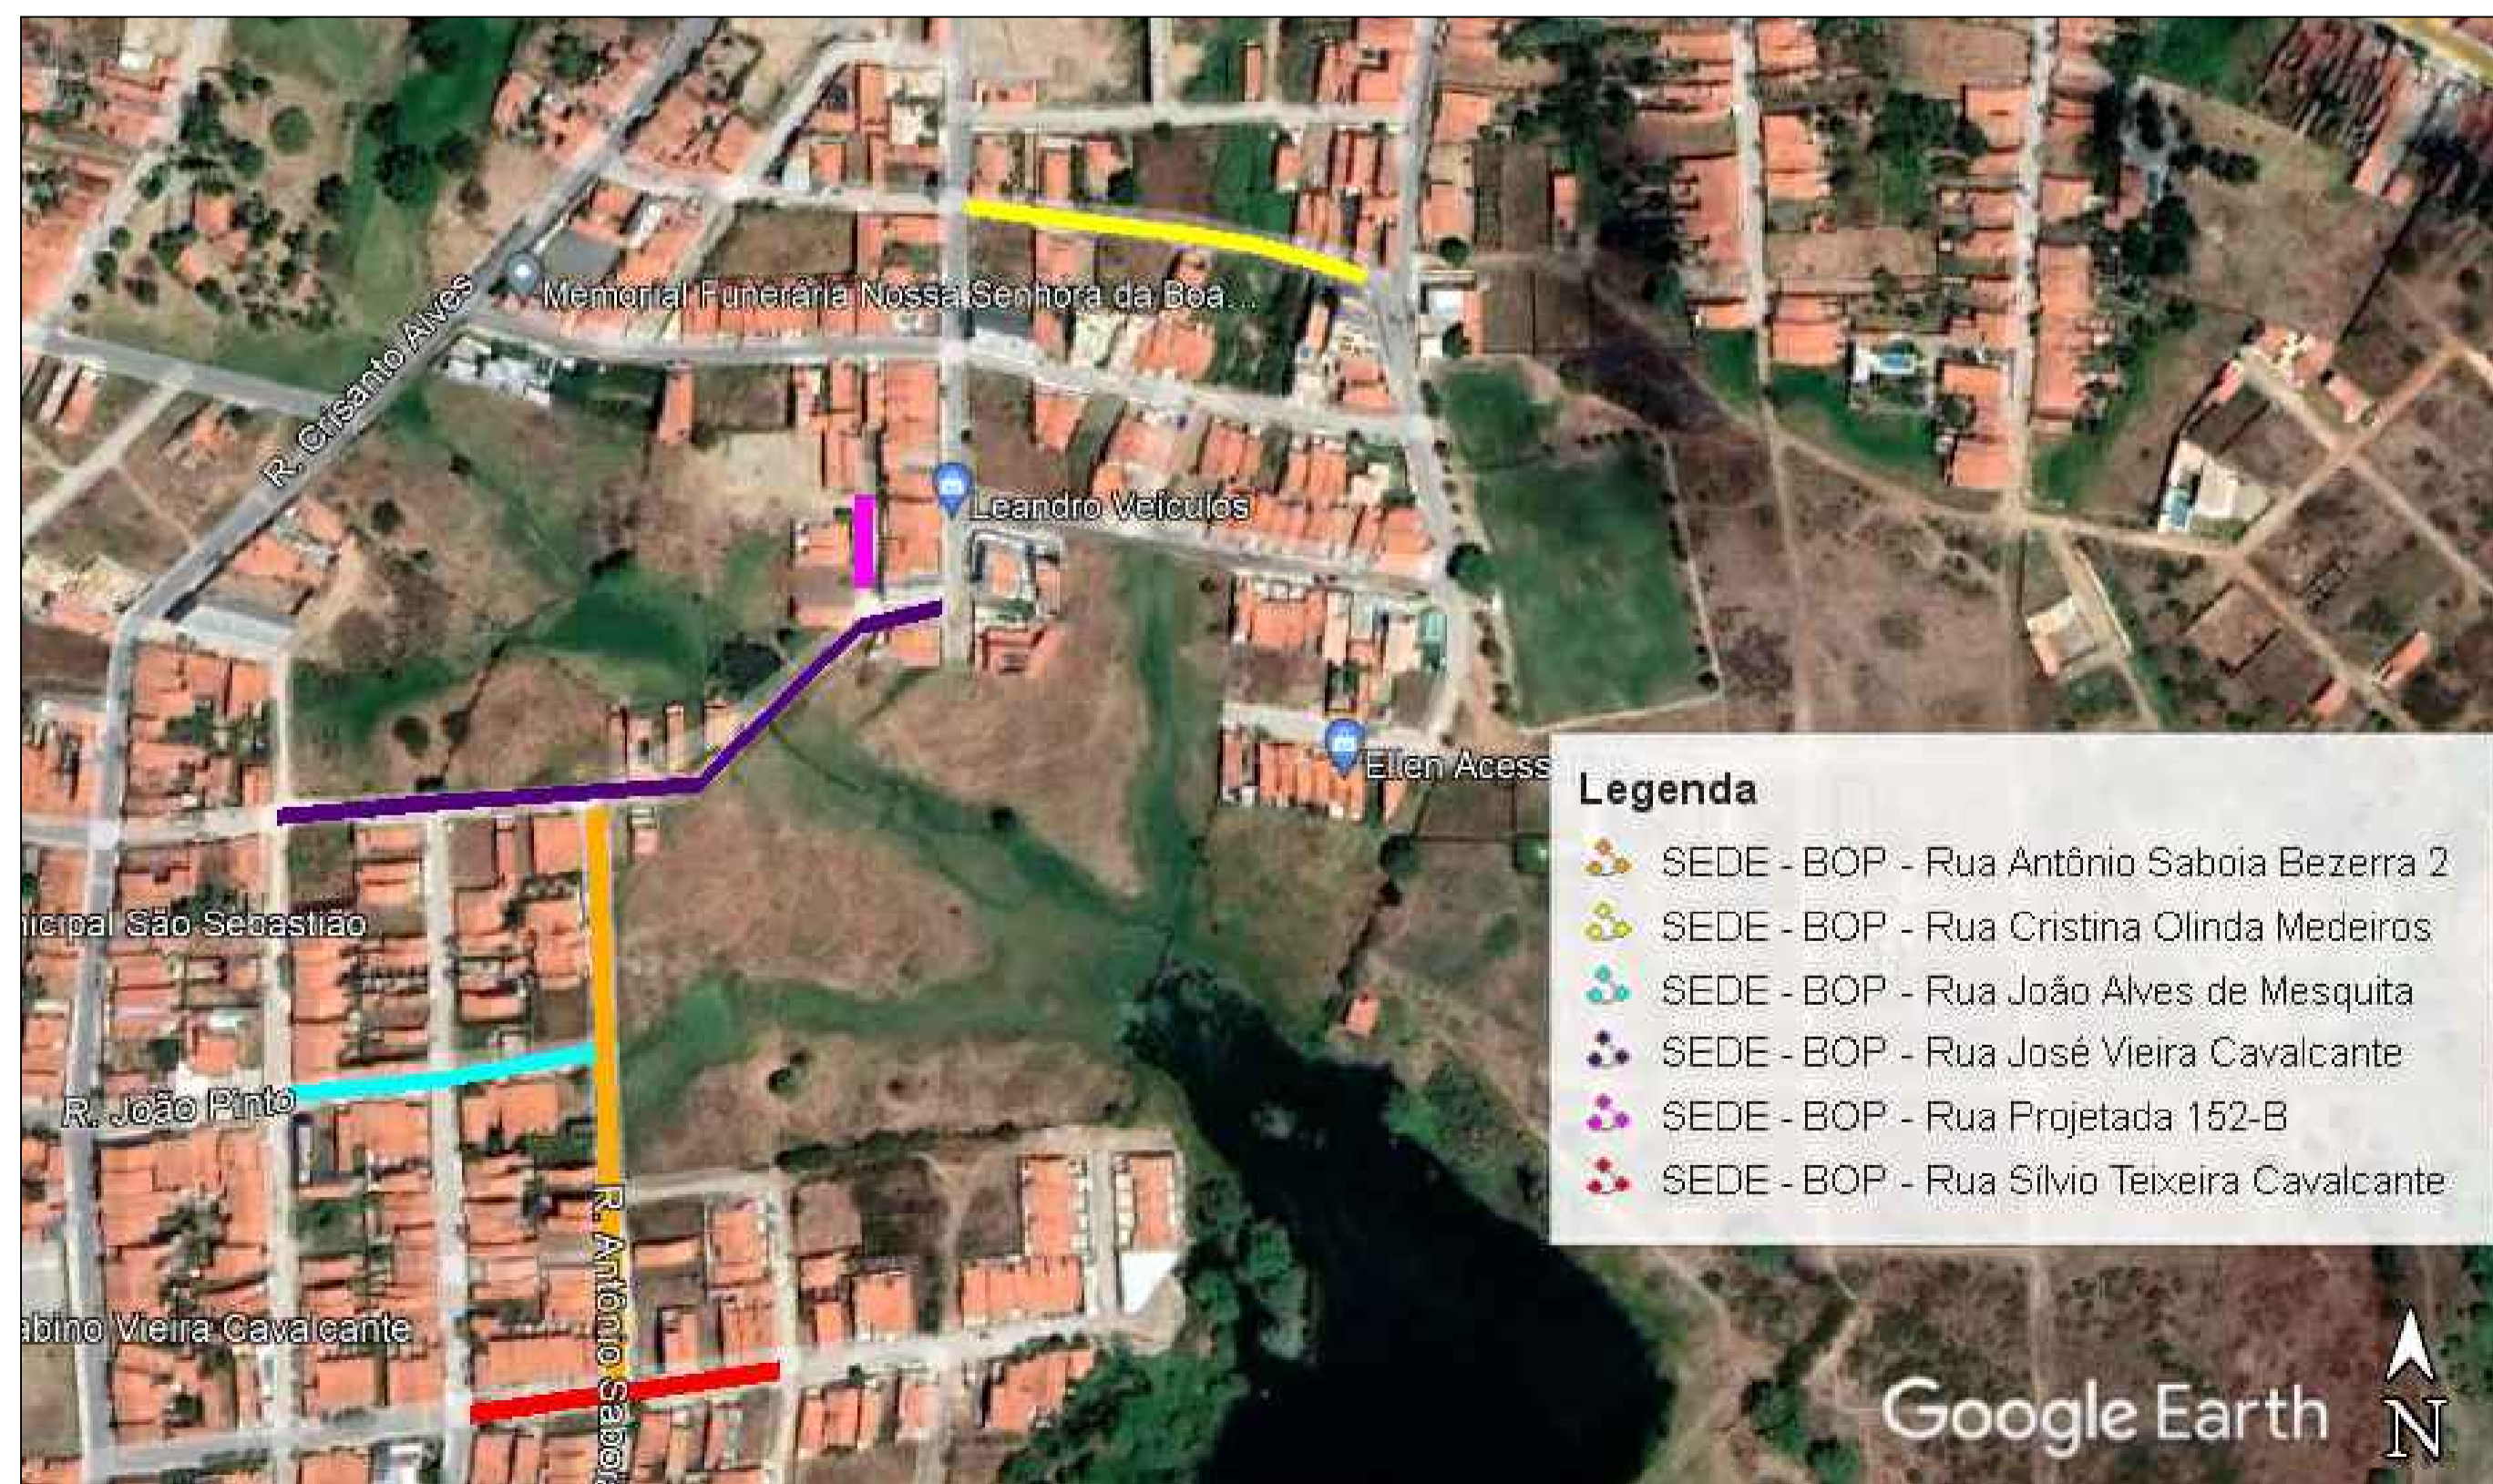 R. Crisanto Alves
Memorial Funerária Nossa Senhora da Boa...
Leandro Veículos
Ellen Acess
nicipal São Sebastião
R. João Pinto
R. Antônio Saboi
abino Vieira Cavalcante
Legenda
SEDE - BOP - Rua Antônio Saboia Bezerra 2
SEDE - BOP - Rua Cristina Olinda Medeiros
SEDE - BOP - Rua João Alves de Mesquita
SEDE - BOP - Rua José Vieira Cavalcante
SEDE - BOP - Rua Projetada 152-B
SEDE - BOP - Rua Sílvio Teixeira Cavalcante
Google Earth
N